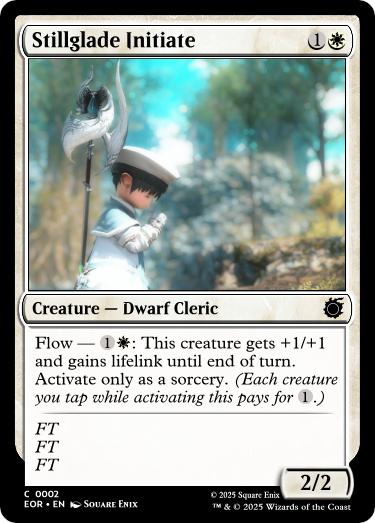 Stillglade Initiate 1
Creature — Dwarf Cleric
Flow — 1: This creature gets +1/+1
and gains lifelink until end of turn.
Activate only as a sorcery. (Each creature
you tap while activating this pays for 1.)
FT
FT
FT
2/2
C 0002
EOR • EN SQUARE ENIX
© 2025 Square Enix
™ & © 2025 Wizards of the Coast